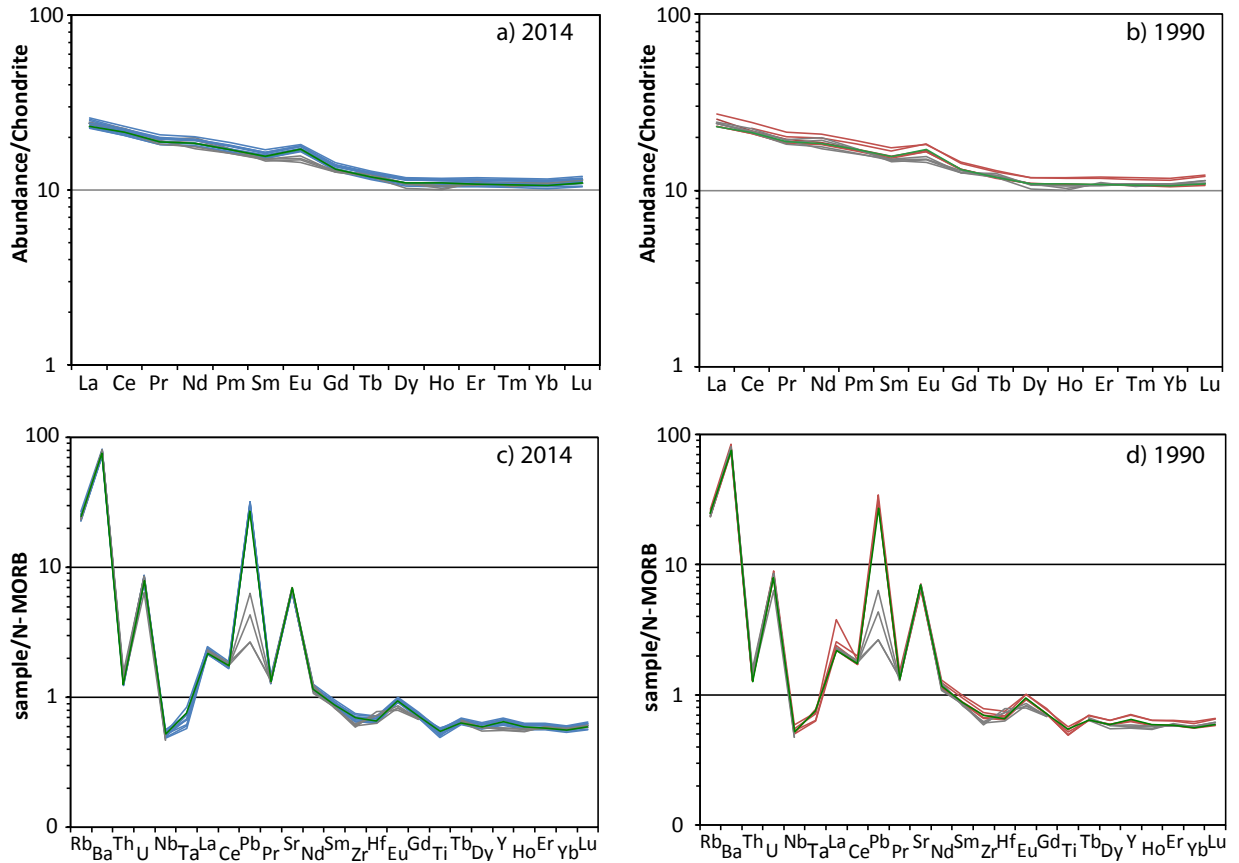 a) 2014
100
10
1
Abundance/Chondrite
La Ce Pr Nd Pm Sm Eu Gd Tb Dy Ho Er Tm Yb Lu
b) 1990
100
10
1
Abundance/Chondrite
La Ce Pr Nd Pm Sm Eu Gd Tb Dy Ho Er Tm Yb Lu
c) 2014
100
10
1
0
sample/N-MORB
Rb Ba Th U Nb Ta La Ce Pb Pr Sr Nd Sm Zr Hf Eu Gd Ti Tb Dy Y Ho Er Yb Lu
d) 1990
100
10
1
0
sample/N-MORB
Rb Ba Th U Nb Ta La Ce Pb Pr Sr Nd Sm Zr Hf Eu Gd Ti Tb Dy Y Ho Er Yb Lu